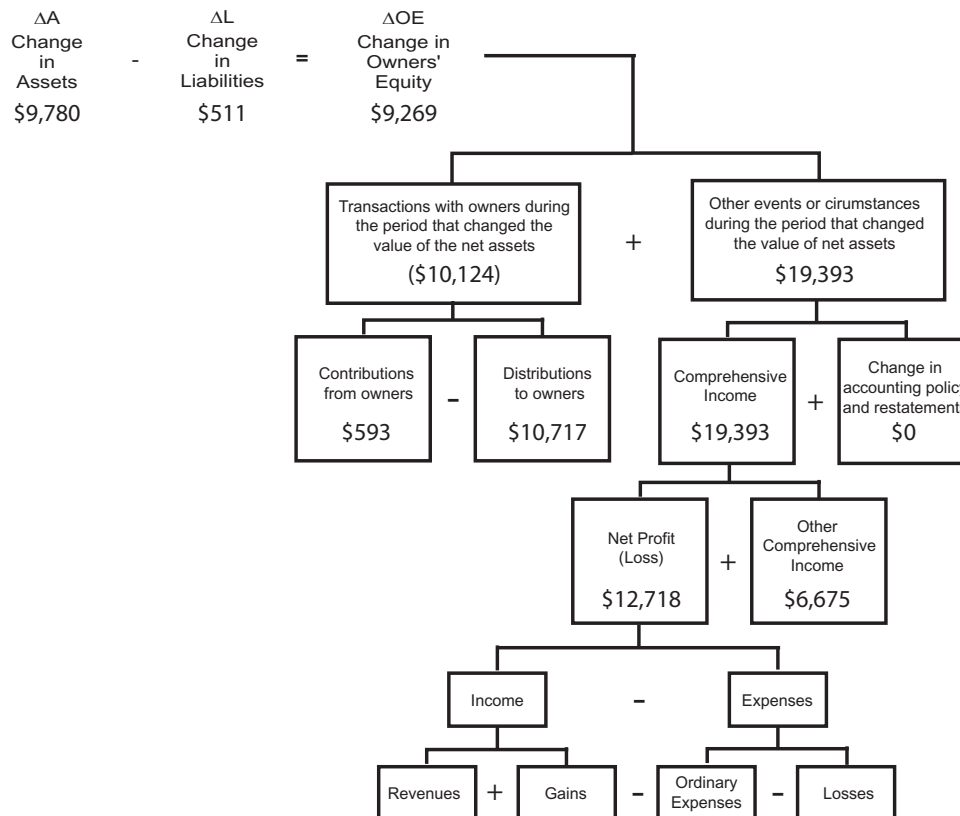 ΔA
Change
in
Assets
$9,780
-
ΔL
Change
in
Liabilities
$511
=
ΔOE
Change in
Owners'
Equity
$9,269
Transactions with owners during
the period that changed the
value of the net assets
($10,124)
+
Other events or cirumstances
during the period that changed
the value of net assets
$19,393
Contributions
from owners
$593
-
Distributions
to owners
$10,717
Comprehensive
Income
$19,393
+
Change in
accounting policy
and restatement
$0
Net Profit
(Loss)
$12,718
+
Other
Comprehensive
Income
$6,675
Income
-
Expenses
Revenues
+
Gains
-
Ordinary
Expenses
-
Losses